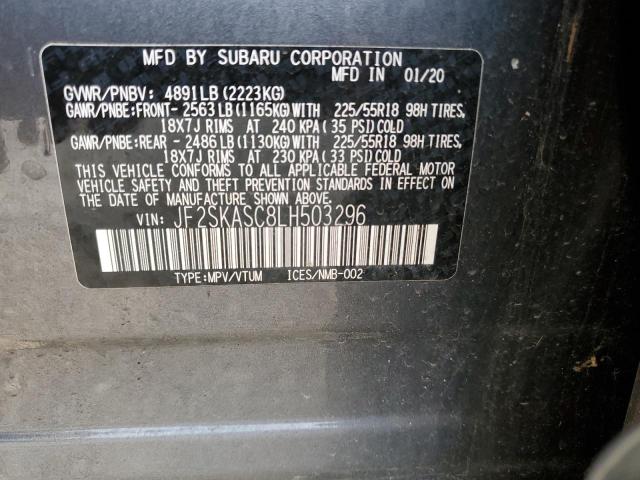 MFD BY SUBARU CORPORATION
MFD IN 01/20
GVWR/PNBV: 4891LB (2223KG)
GAWR/PNBE:FRONT- 2563LB(1165KG)WITH 225/55R18 98H TIRES,
18X7J RIMS AT 240 KPA( 35 PSI)COLD
GAWR/PNBE:REAR - 2486LB(1130KG)WITH 225/55R18 98H TIRES,
18X7J RIMS AT 230 KPA( 33 PSI)COLD
THIS VEHICLE CONFORMS TO ALL APPLICABLE FEDERAL MOTOR
VEHICLE SAFETY AND THEFT PREVENTION STANDARDS IN EFFECT
ON THE DATE OF MANUFACTURE SHOWN ABOVE.
VIN: JF2SKASC8LH503296
TYPE:MPV/VTUM ICES/NMB-002